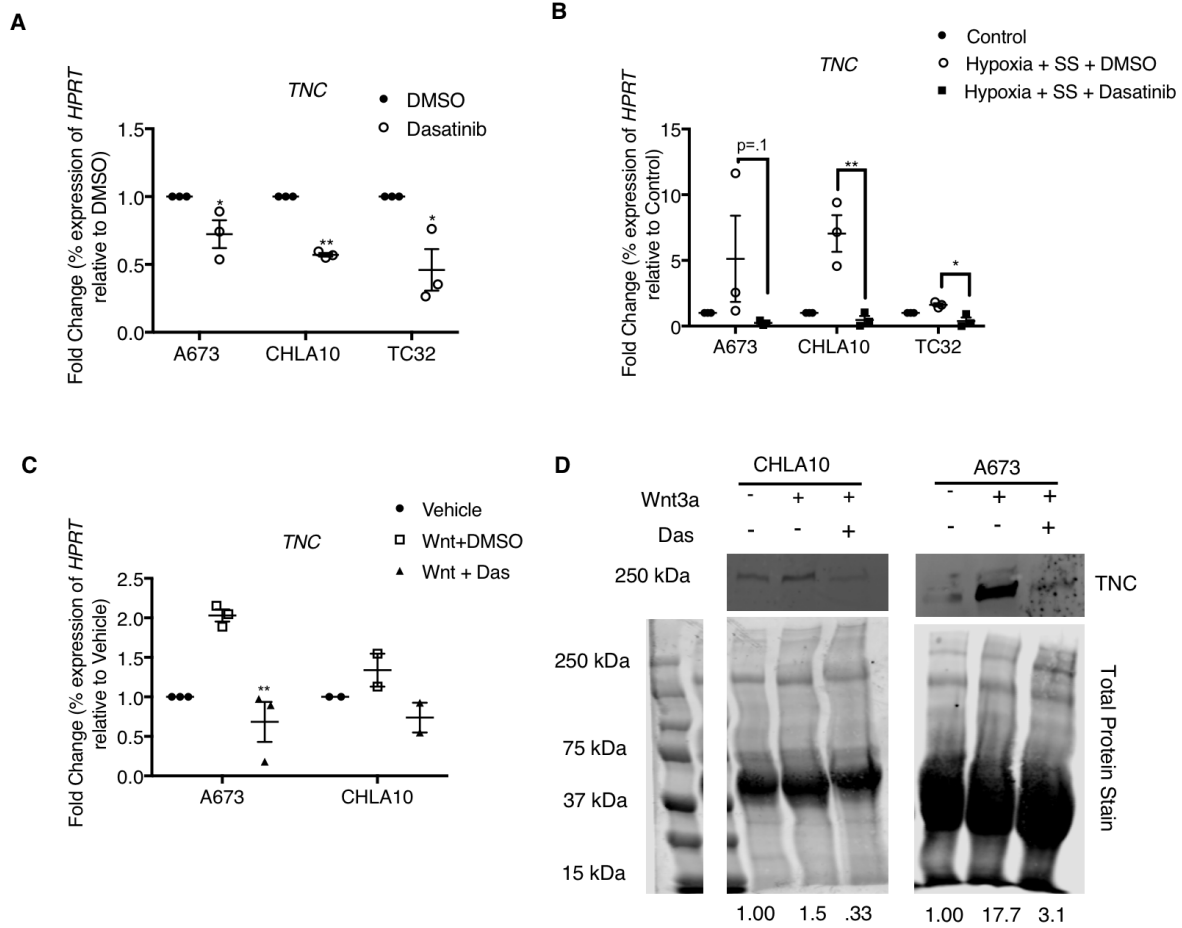 A
TNC
DMSO
Dasatinib
Fold Change (% expression of HPRT
relative to DMSO)
1.5
1.0
0.5
0.0
*
**
*
A673
CHLA10
TC32
B
TNC
Control
Hypoxia + SS + DMSO
Hypoxia + SS + Dasatinib
Fold Change (% expression of HPRT
relative to Control)
15
10
5
0
p=.1
**
*
A673
CHLA10
TC32
C
TNC
Vehicle
Wnt+DMSO
Wnt + Das
Fold Change (% expression of HPRT
relative to Vehicle)
2.5
2.0
1.5
1.0
0.5
0.0
**
A673
CHLA10
D
CHLA10
A673
Wnt3a - + + - + +
Das - - + - - +
250 kDa
TNC
250 kDa
75 kDa
37 kDa
15 kDa
Total Protein Stain
1.00 1.5 .33 1.00 17.7 3.1